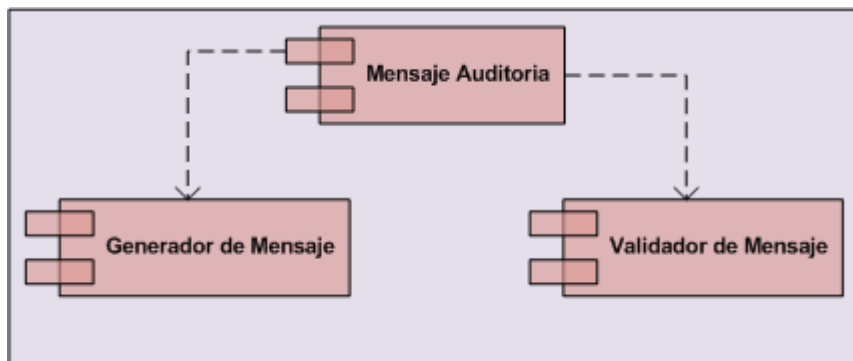 Mensaje Auditoria
Generador de Mensaje
Validador de Mensaje